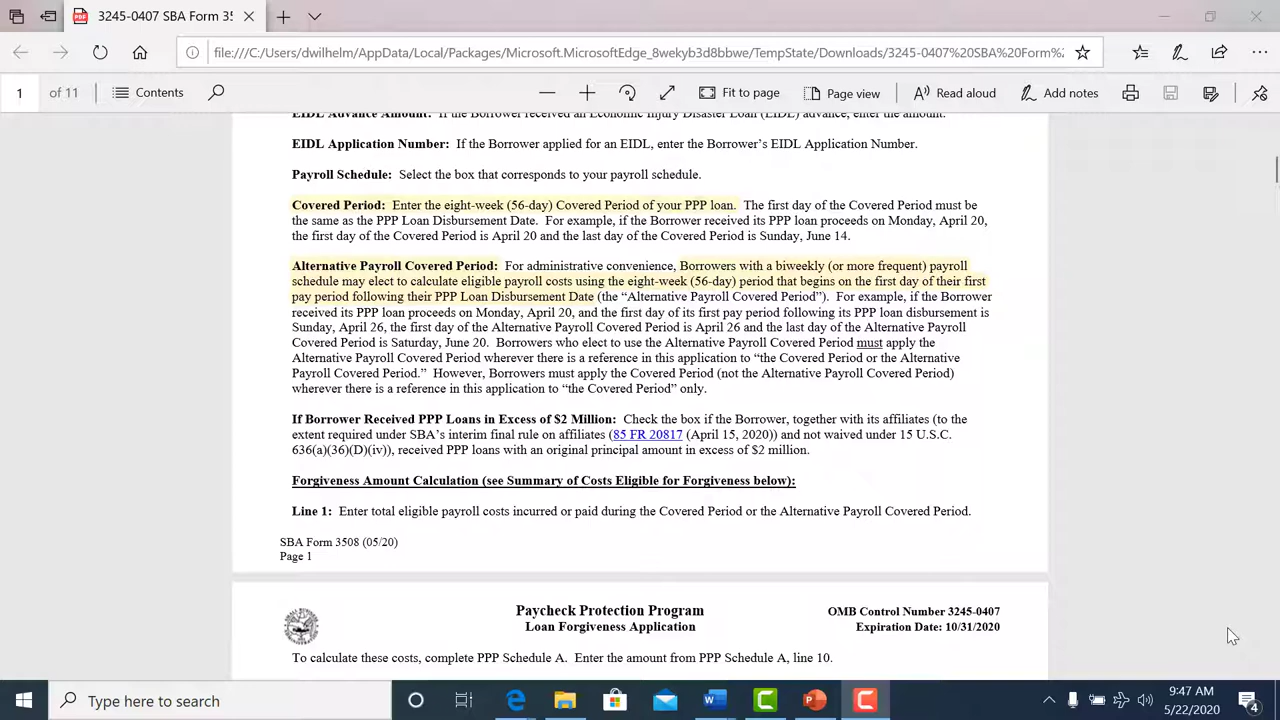 3245-0407 SBA Form 35
file:///C:/Users/dwilhelm/AppData/Local/Packages/Microsoft.MicrosoftEdge_8wekyb3d8bbwe/TempState/Downloads/3245-0407%20SBA%20Form%
1 of 11 Contents Fit to page Page view Read aloud Add notes
EIDL Advance Amount: If the Borrower received an Economic Injury Disaster Loan (EIDL) advance, enter the amount.
EIDL Application Number: If the Borrower applied for an EIDL, enter the Borrower's EIDL Application Number.
Payroll Schedule: Select the box that corresponds to your payroll schedule.
Covered Period: Enter the eight-week (56-day) Covered Period of your PPP loan. The first day of the Covered Period must be
the same as the PPP Loan Disbursement Date. For example, if the Borrower received its PPP loan proceeds on Monday, April 20,
the first day of the Covered Period is April 20 and the last day of the Covered Period is Sunday, June 14.
Alternative Payroll Covered Period: For administrative convenience, Borrowers with a biweekly (or more frequent) payroll
schedule may elect to calculate eligible payroll costs using the eight-week (56-day) period that begins on the first day of their first
pay period following their PPP Loan Disbursement Date (the “Alternative Payroll Covered Period”). For example, if the Borrower
received its PPP loan proceeds on Monday, April 20, and the first day of its first pay period following its PPP loan disbursement is
Sunday, April 26, the first day of the Alternative Payroll Covered Period is April 26 and the last day of the Alternative Payroll
Covered Period is Saturday, June 20. Borrowers who elect to use the Alternative Payroll Covered Period must apply the
Alternative Payroll Covered Period wherever there is a reference in this application to “the Covered Period or the Alternative
Payroll Covered Period.” However, Borrowers must apply the Covered Period (not the Alternative Payroll Covered Period)
wherever there is a reference in this application to “the Covered Period” only.
If Borrower Received PPP Loans in Excess of $2 Million: Check the box if the Borrower, together with its affiliates (to the
extent required under SBA's interim final rule on affiliates (85 FR 20817 (April 15, 2020)) and not waived under 15 U.S.C.
636(a)(36)(D)(iv)), received PPP loans with an original principal amount in excess of $2 million.
Forgiveness Amount Calculation (see Summary of Costs Eligible for Forgiveness below):
Line 1: Enter total eligible payroll costs incurred or paid during the Covered Period or the Alternative Payroll Covered Period.
SBA Form 3508 (05/20)
Page 1
Paycheck Protection Program
Loan Forgiveness Application
OMB Control Number 3245-0407
Expiration Date: 10/31/2020
To calculate these costs, complete PPP Schedule A. Enter the amount from PPP Schedule A, line 10.
Type here to search
9:47 AM
5/22/2020
4